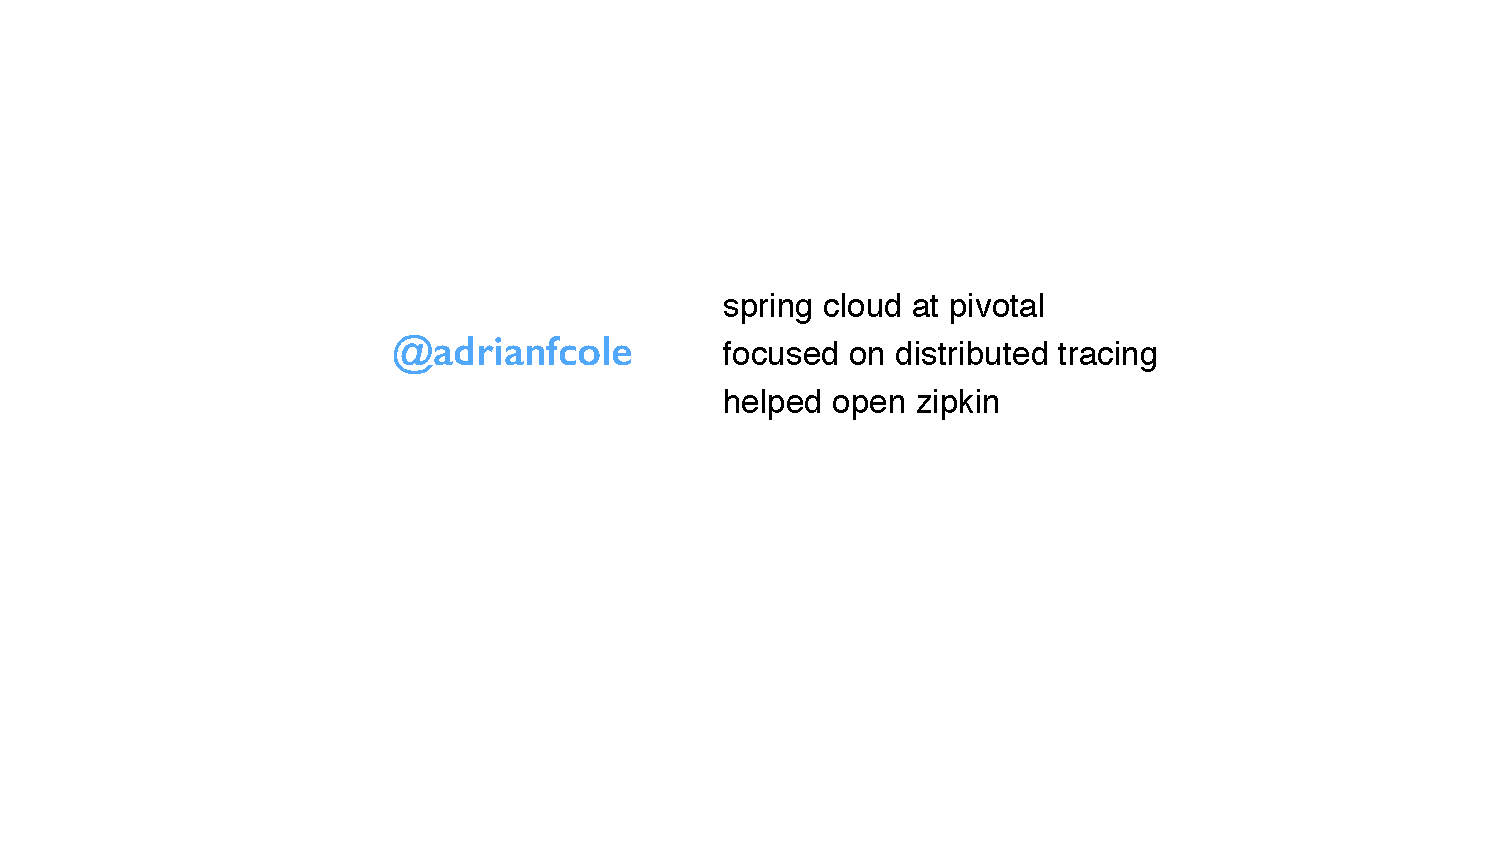 @adrianfcole
spring cloud at pivotal
focused on distributed tracing
helped open zipkin